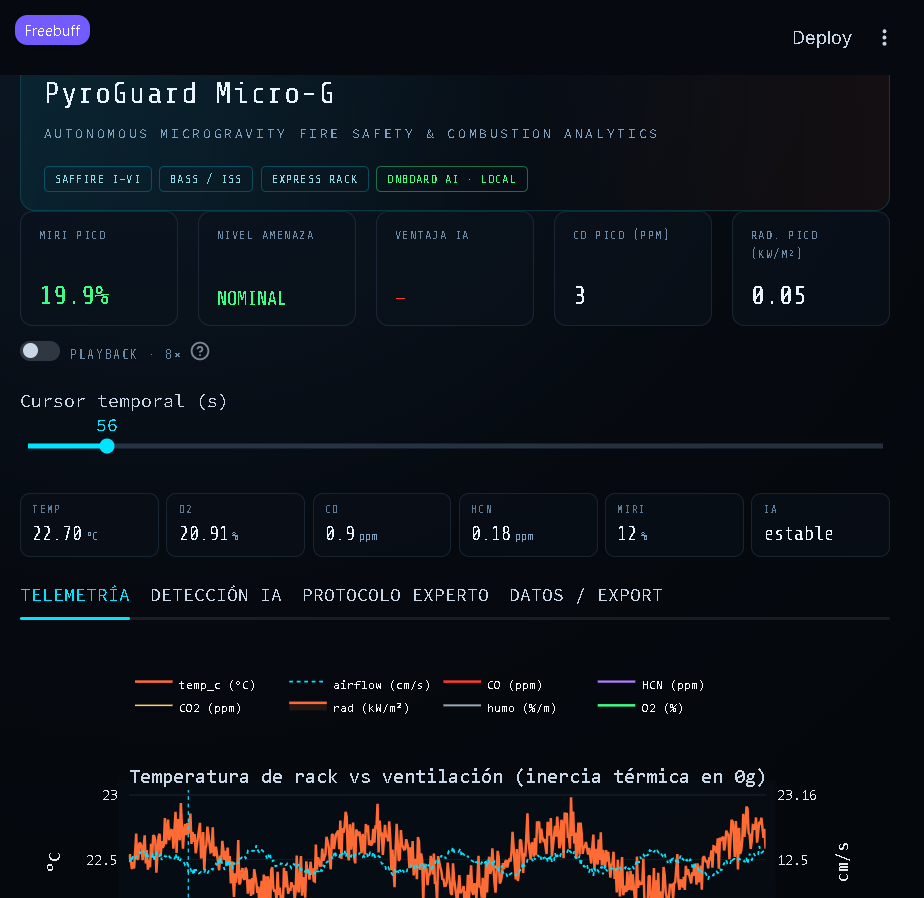 Freebuff
Deploy
PyroGuard Micro-G
AUTONOMOUS MICROGRAVITY FIRE SAFETY & COMBUSTION ANALYTICS
SAFFIRE I-VI BASS / ISS EXPRESS RACK ONBOARD AI · LOCAL
MIRI PICO
19.9%
NIVEL AMENAZA
NOMINAL
VENTAJA IA
—
CO PICO (PPM)
3
RAD. PICO
(KW/M²)
0.05
PLAYBACK · 8× ?
Cursor temporal (s)
56
TEMP
22.70 °C
O2
20.91 %
CO
0.9 ppm
HCN
0.18 ppm
MIRI
12 %
IA
estable
TELEMETRÍA DETECCIÓN IA PROTOCOLO EXPERTO DATOS / EXPORT
temp_c (°C) airflow (cm/s) CO (ppm) HCN (ppm)
CO2 (ppm) rad (kW/m²) humo (%/m) O2 (%)
Temperatura de rack vs ventilación (inercia térmica en 0g)
23 23.16
22.5 12.5
°C
cm/s